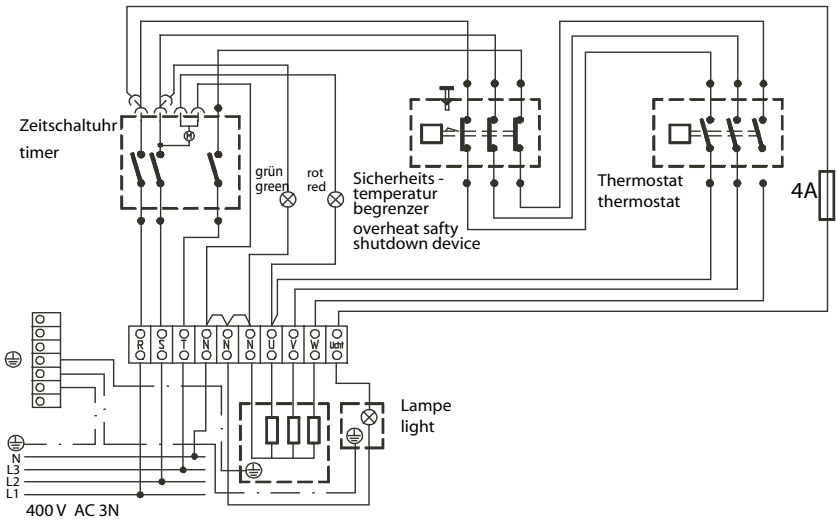 Zeitschaltuhr
timer
M
grün
green
rot
red
Sicherheits -
temperatur
begrenzer
overheat safty
shutdown device
Thermostat
thermostat
4A
R S T N N N U V W Licht
Lampe
light
N
L3
L2
L1
400 V AC 3N